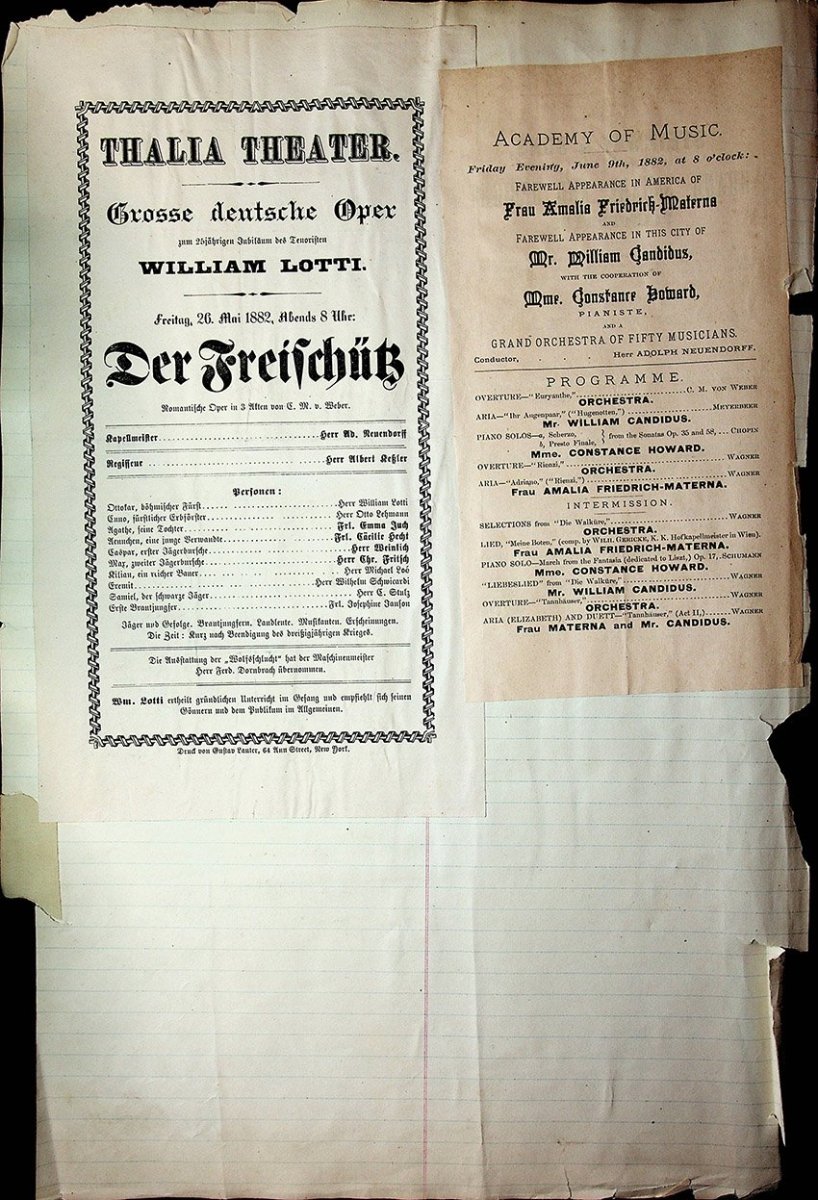 THALIA THEATER.
Grosse deutsche Oper
zum 25jährigen Jubiläum des Tenoristen
WILLIAM LOTTI.
Freitag, 26. Mai 1882, Abends 8 Uhr:
Der Freischütz
Romantische Oper in 3 Akten von C. M. v. Weber.
Kapellmeister........Herr Ad. Neuendorff
Regisseur........Herr Albert Keßler
Personen:
Ottokar, böhmischer Fürst........Herr William Lotti
Enno, fürstlicher Erbförster........Herr Otto Lehmann
Agathe, seine Tochter........Frl. Emma Juch
Aennchen, eine junge Verwandte........Frl. Cäcilie Hecht
Caspar, erster Jägerbursche........Herr Weinlich
Max, zweiter Jägerbursche........Herr Chr. Fritsch
Kilian, ein reicher Bauer........Herr Michael Loé
Eremit........Herr Wilhelm Schwicardi
Samiel, der schwarze Jäger........Herr C. Stulz
Erste Brautjungfer........Frl. Josephine Januson
Jäger und Gefolge. Brautjungfern. Landleute. Musikanten. Erscheinungen.
Die Zeit: Kurz nach Beendigung des dreißigjährigen Krieges.
Die Ausstattung der „Wolfsschlucht“ hat der Maschinenmeister
Herr Ferd. Dornbach übernommen.
Wm. Lotti ertheilt gründlichen Unterricht im Gesang und empfiehlt sich seinen
Gönnern und dem Publikum im Allgemeinen.
Druck von Gustav Lauter, 64 Ann Street, New York.
ACADEMY OF MUSIC.
Friday Evening, June 9th, 1882, at 8 o'clock:
FAREWELL APPEARANCE IN AMERICA OF
Frau Amalia Friedrich-Materna
AND
FAREWELL APPEARANCE IN THIS CITY OF
Mr. William Candidus,
WITH THE COOPERATION OF
Mme. Constance Howard,
PIANISTE,
AND A
GRAND ORCHESTRA OF FIFTY MUSICIANS.
Conductor, . . . Herr ADOLPH NEUENDORFF.
PROGRAMME.
OVERTURE—"Euryanthe,"........C. M. VON WEBER
ORCHESTRA.
ARIA—"Ihr Augenpaar," ("Hugenotten,")........MEYERBEER
Mr. WILLIAM CANDIDUS.
PIANO SOLOS—a, Scherzo, } from the Sonatas Op. 35 and 58,...CHOPIN
b, Presto Finale,
Mme. CONSTANCE HOWARD.
OVERTURE—"Rienzi,"........WAGNER
ORCHESTRA.
ARIA—"Adriano," ("Rienzi,")........WAGNER
Frau AMALIA FRIEDRICH-MATERNA.
INTERMISSION.
SELECTIONS from "Die Walküre,"........WAGNER
ORCHESTRA.
LIED, "Meine Boten," (comp. by WILH. GERICKE, K. K. Hofkapellmeister in Wien).
Frau AMALIA FRIEDRICH-MATERNA.
PIANO SOLO—March from the Fantasia (dedicated to Liszt,) Op. 17,..SCHUMANN
Mme. CONSTANCE HOWARD.
"LIEBESLIED" from "Die Walküre,"........WAGNER
Mr. WILLIAM CANDIDUS.
OVERTURE—"Tannhäuser,"........WAGNER
ORCHESTRA.
ARIA (ELIZABETH) AND DUETT—"Tannhäuser," (Act II,)......WAGNER
Frau MATERNA and Mr. CANDIDUS.